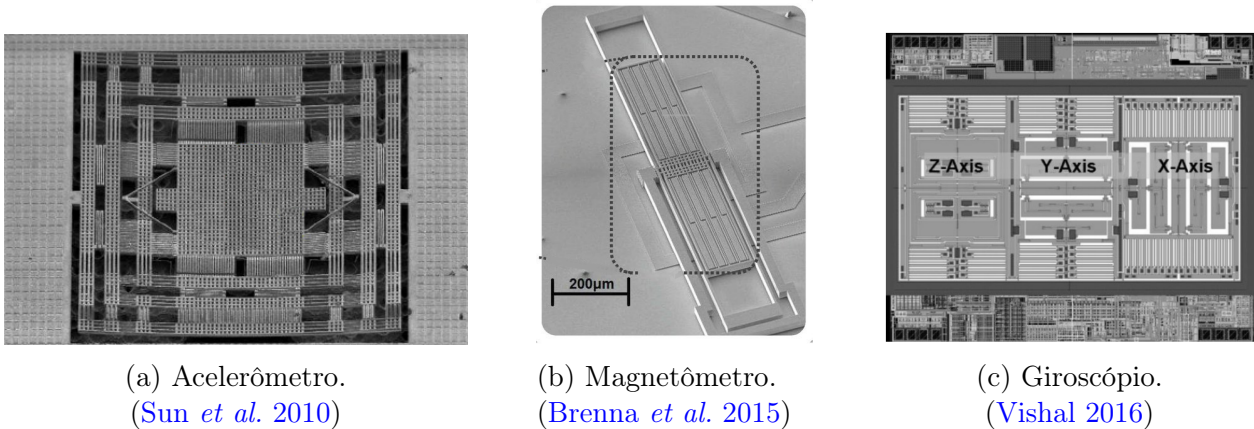 200μm
Z-Axis
Y-Axis
X-Axis
(a) Acelerômetro.
(Sun et al. 2010)
(b) Magnetômetro.
(Brenna et al. 2015)
(c) Giroscópio.
(Vishal 2016)